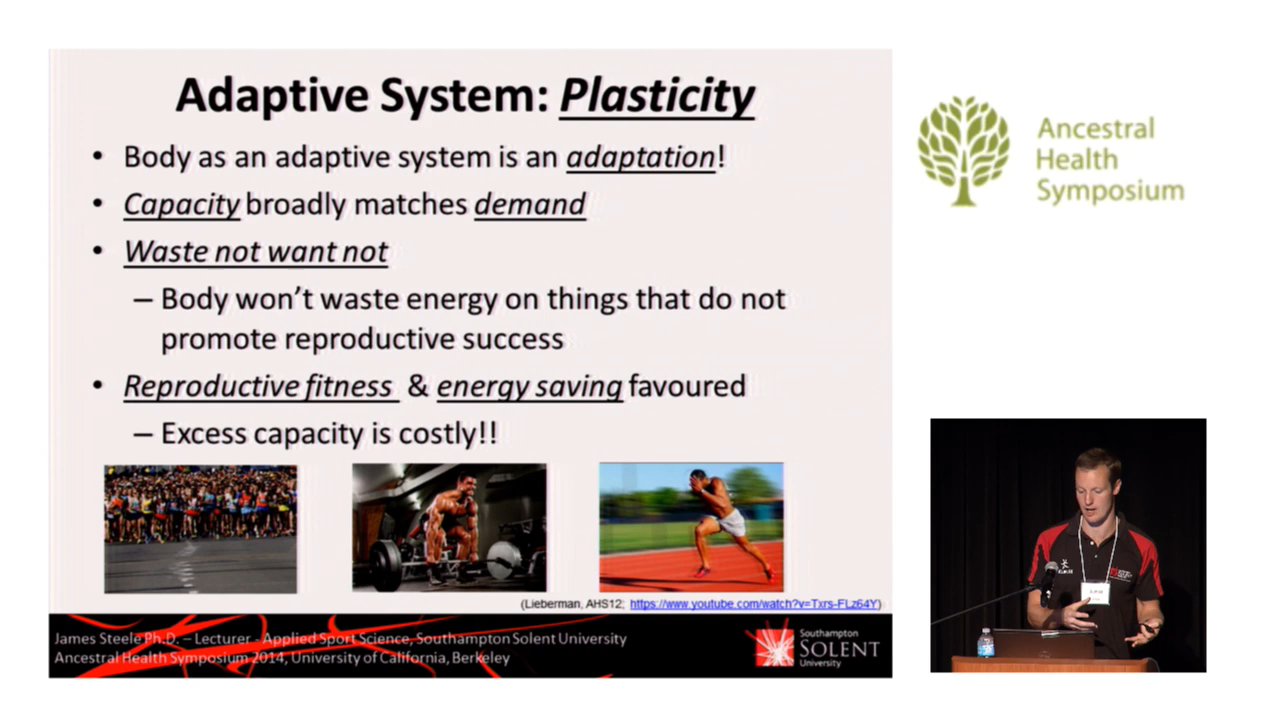 Adaptive System: Plasticity
• Body as an adaptive system is an adaptation!
• Capacity broadly matches demand
• Waste not want not
– Body won't waste energy on things that do not
promote reproductive success
• Reproductive fitness & energy saving favoured
– Excess capacity is costly!!
(Lieberman, AHS12; https://www.youtube.com/watch?v=Txrs-FLz64Y)
James Steele Ph.D. – Lecturer - Applied Sport Science, Southampton Solent University
Ancestral Health Symposium 2014, University of California, Berkeley
Southampton
SOLENT
University
Ancestral
Health
Symposium